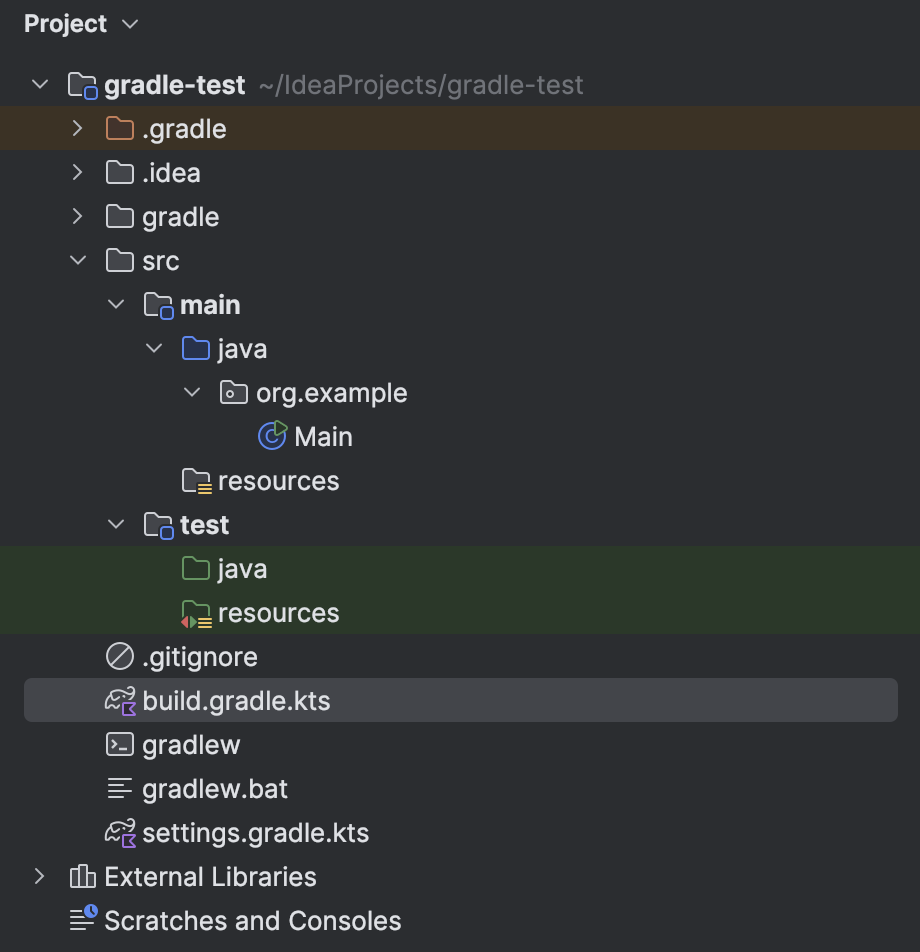 Project
gradle-test ~/IdeaProjects/gradle-test
.gradle
.idea
gradle
src
main
java
org.example
Main
resources
test
java
resources
.gitignore
build.gradle.kts
gradlew
gradlew.bat
settings.gradle.kts
External Libraries
Scratches and Consoles